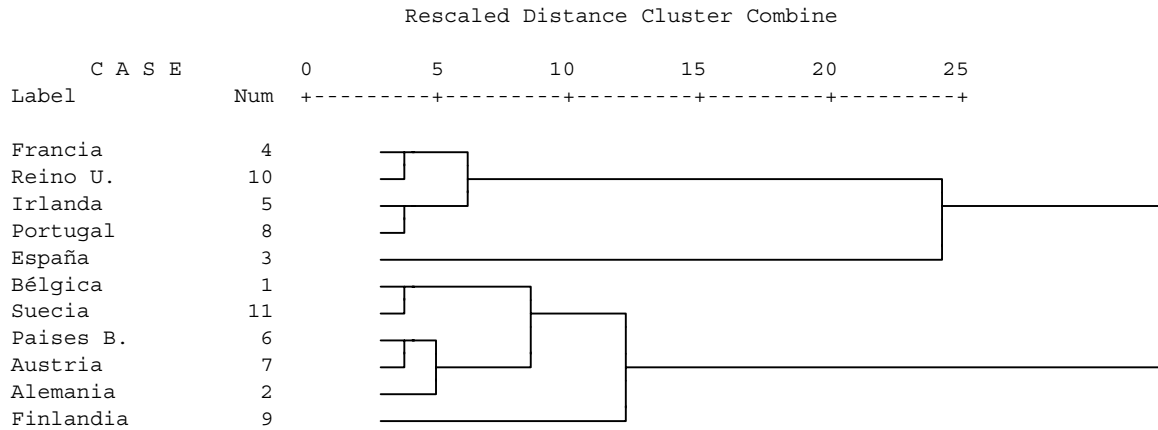 Rescaled Distance Cluster Combine
C A S E 0 5 10 15 20 25
Label Num +---------+---------+---------+---------+---------+
Francia 4
Reino U. 10
Irlanda 5
Portugal 8
España 3
Bélgica 1
Suecia 11
Paises B. 6
Austria 7
Alemania 2
Finlandia 9